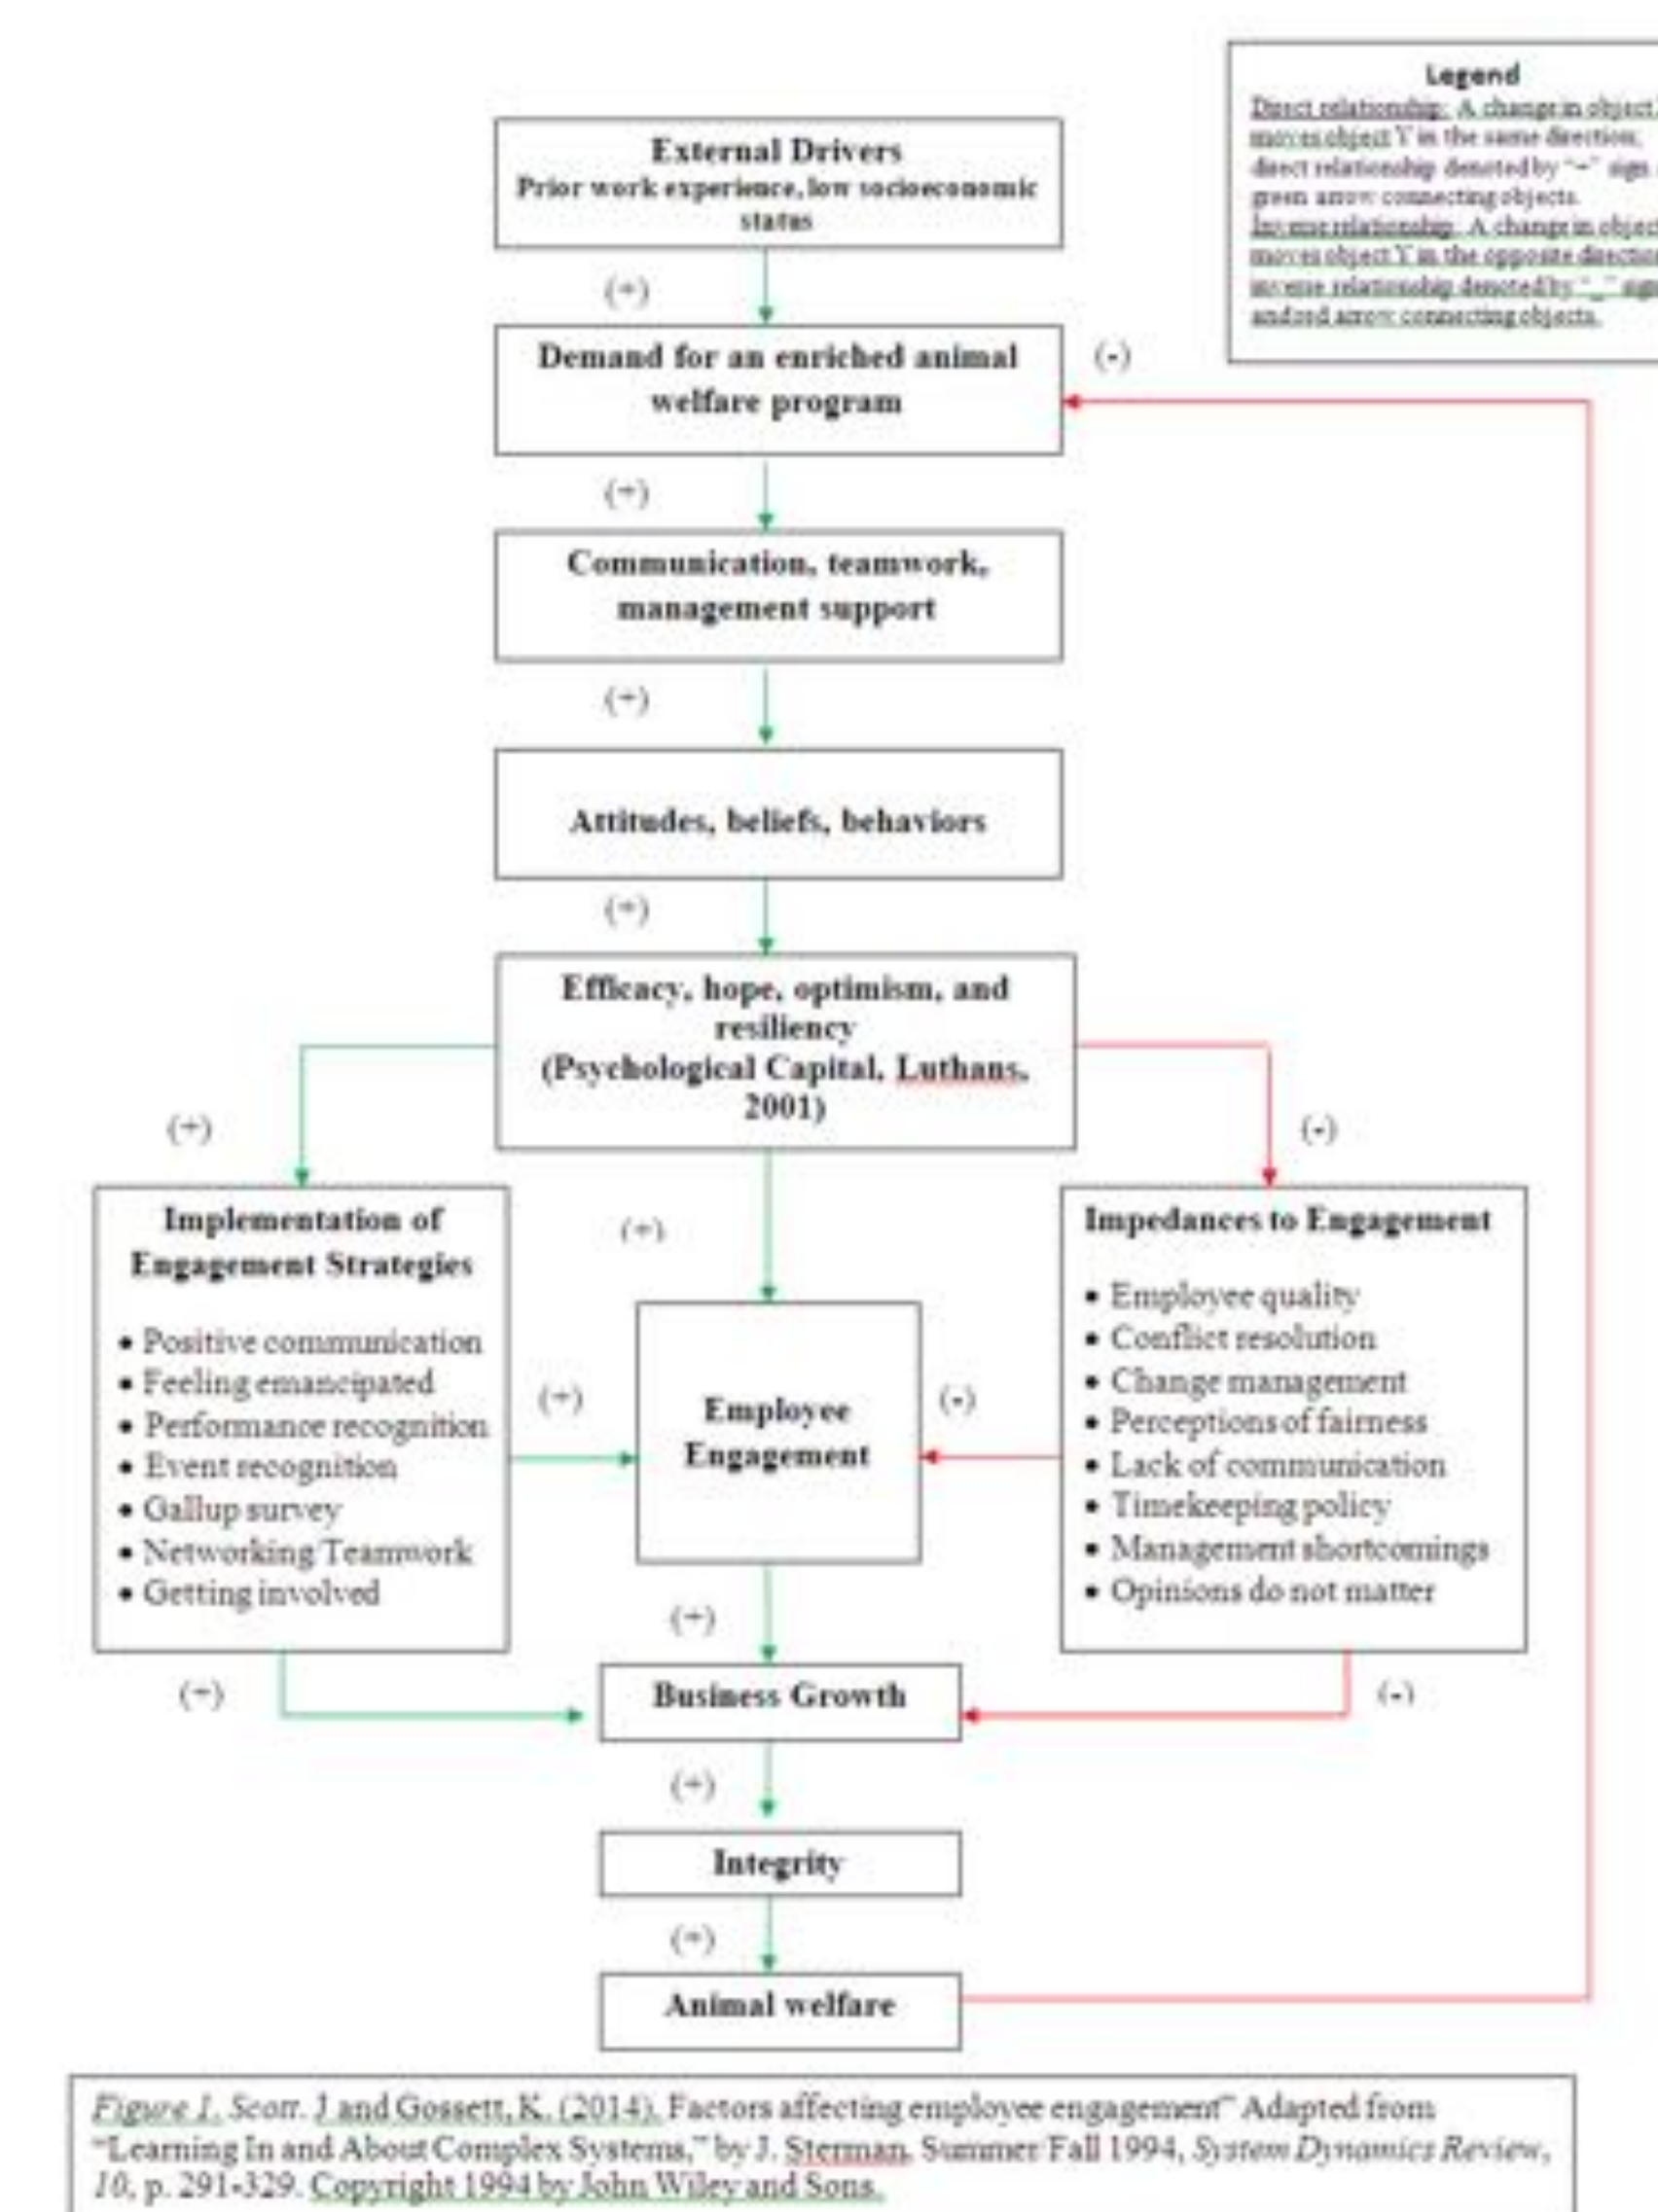 Legend
Direct relationship: A change in object
moves object Y in the same direction;
direct relationship denoted by "+" sign
green arrow connecting objects.
Inverse relationship: A change in object
moves object Y in the opposite direction
inverse relationship denoted by "_" sign
and red arrow connecting objects.
External Drivers
Prior work experience, low socioeconomic
status
(+)
Demand for an enriched animal
welfare program
(-)
(+)
Communication, teamwork,
management support
(+)
Attitudes, beliefs, behaviors
(+)
Efficacy, hope, optimism, and
resiliency
(Psychological Capital, Luthans,
2001)
(+)
(-)
(+)
Implementation of
Engagement Strategies
• Positive communication
• Feeling emancipated
• Performance recognition
• Event recognition
• Gallup survey
• Networking/Teamwork
• Getting involved
(+)
Employee
Engagement
(-)
Impedances to Engagement
• Employee quality
• Conflict resolution
• Change management
• Perceptions of fairness
• Lack of communication
• Timekeeping policy
• Management shortcomings
• Opinions do not matter
(+)
(+)
(-)
Business Growth
(+)
Integrity
(+)
Animal welfare
Figure 1. Scott. J and Gossett, K. (2014). Factors affecting employee engagement" Adapted from
"Learning In and About Complex Systems," by J. Sterman, Summer/Fall 1994, System Dynamics Review,
10, p. 291-329. Copyright 1994 by John Wiley and Sons.